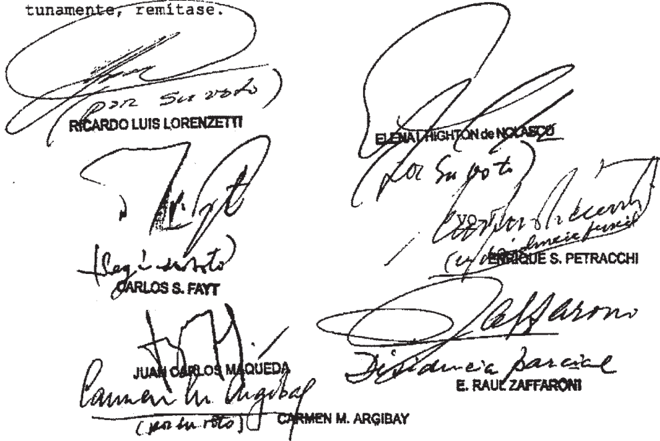 tunamente, remítase.
(por su voto)
RICARDO LUIS LORENZETTI
ELENA I. HIGHTON de NOLASCO
(por su voto)
Fayt
(según su voto)
CARLOS S. FAYT
(en disidencia parcial)
ENRIQUE S. PETRACCHI
JUAN CARLOS MAQUEDA
Zaffaroni
Disidencia parcial
E. RAUL ZAFFARONI
Carmen M. Argibay
(por su voto)
CARMEN M. ARGIBAY